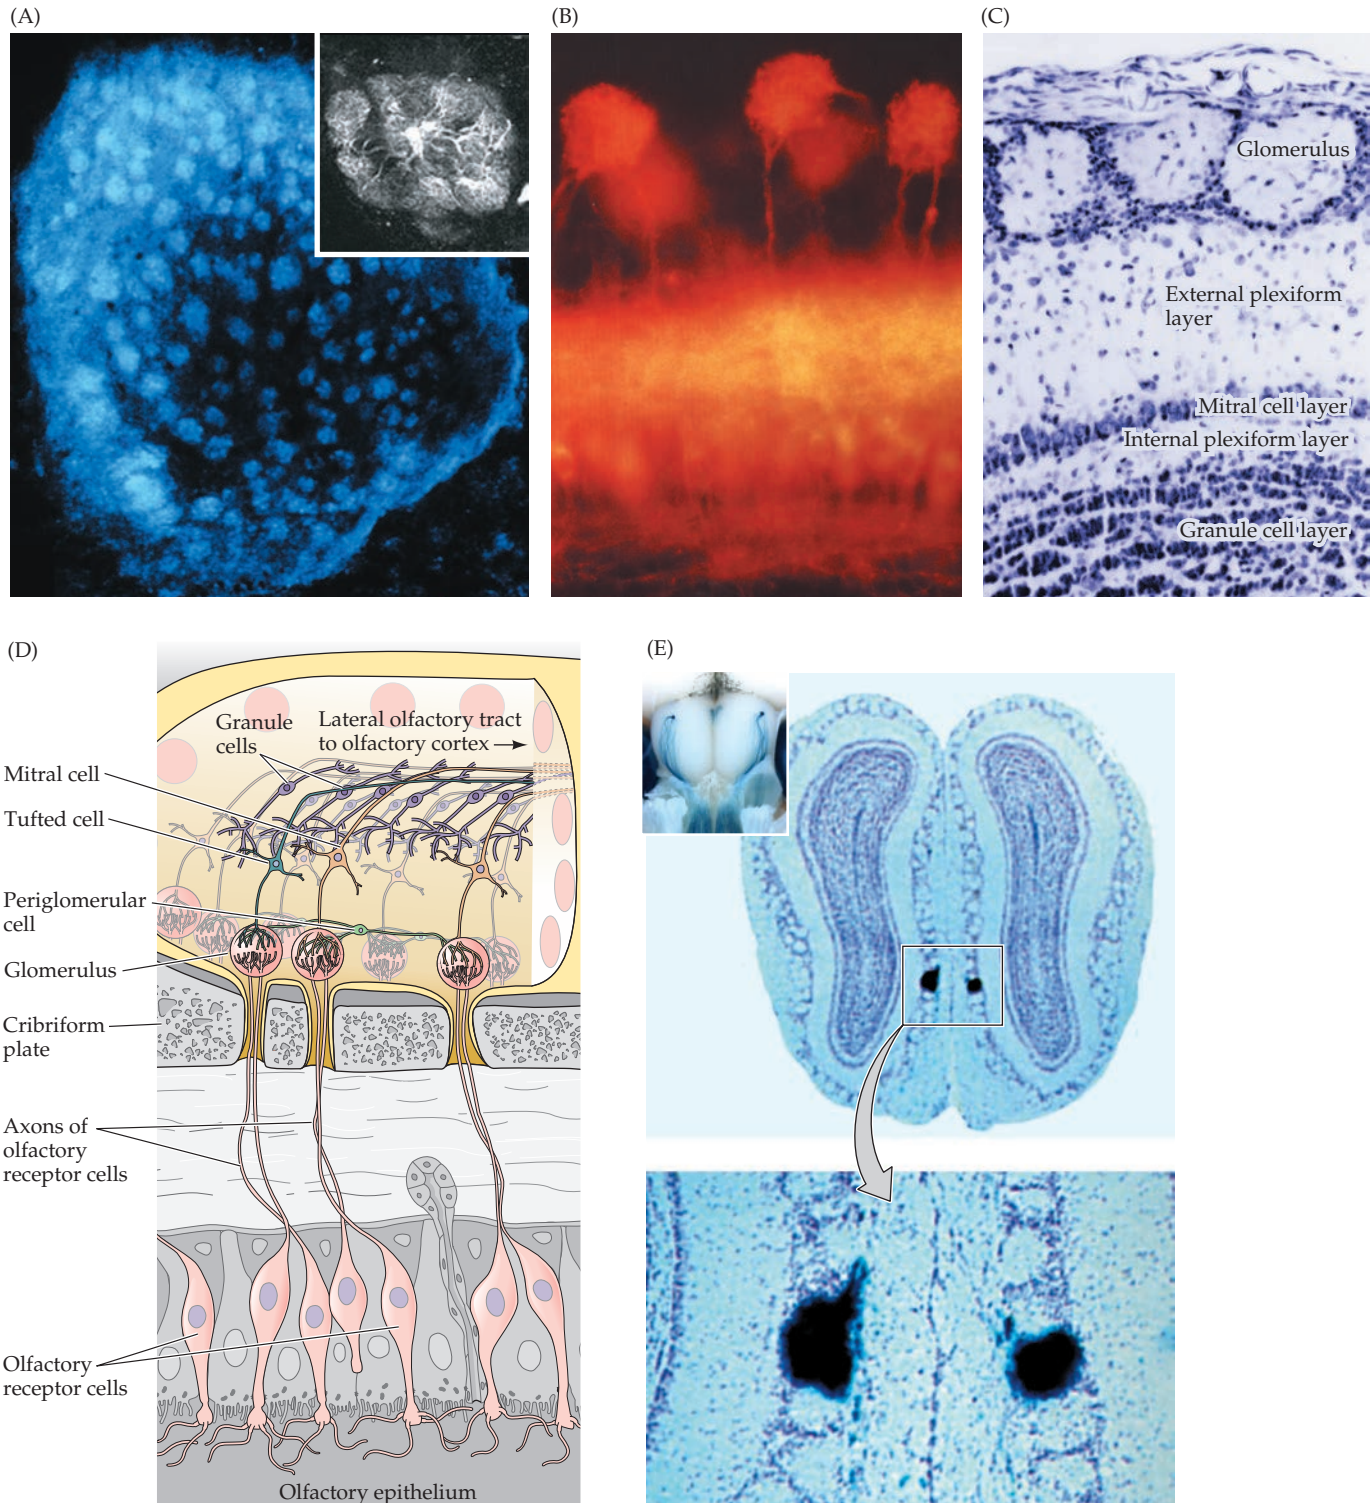 (A)
(B)
(C)
Glomerulus
External plexiform
layer
Mitral cell layer
Internal plexiform layer
Granule cell layer
(D)
Granule
cells
Lateral olfactory tract
to olfactory cortex
Mitral cell
Tufted cell
Periglomerular
cell
Glomerulus
Cribriform
plate
Axons of
olfactory
receptor cells
Olfactory
receptor cells
Olfactory epithelium
(E)